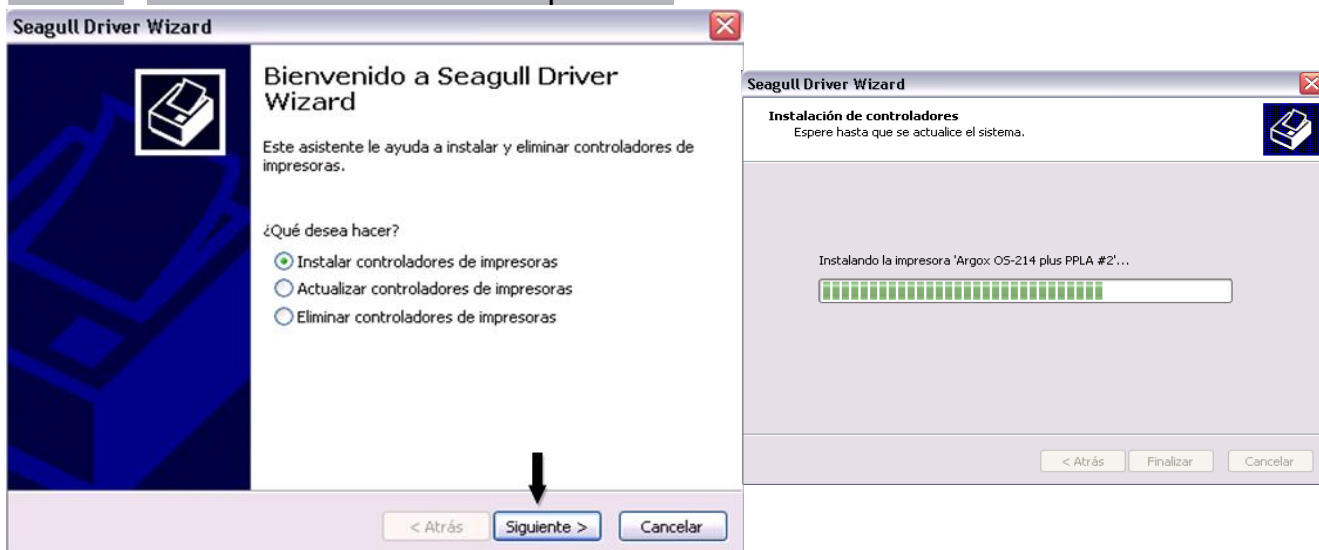 Seagull Driver Wizard
Bienvenido a Seagull Driver
Wizard
Este asistente le ayuda a instalar y eliminar controladores de
impresoras.
¿Qué desea hacer?
Instalar controladores de impresoras
Actualizar controladores de impresoras
Eliminar controladores de impresoras
< Atrás
Siguiente >
Cancelar
Seagull Driver Wizard
Instalación de controladores
Espere hasta que se actualice el sistema.
Instalando la impresora 'Argox OS-214 plus PPLA #2'...
< Atrás
Finalizar
Cancelar